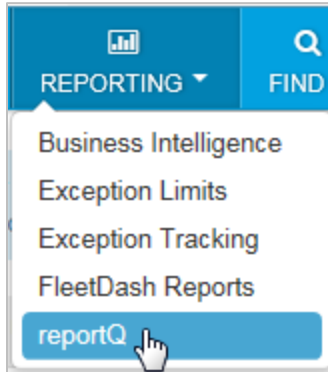 REPORTING
FIND
Business Intelligence
Exception Limits
Exception Tracking
FleetDash Reports
reportQ